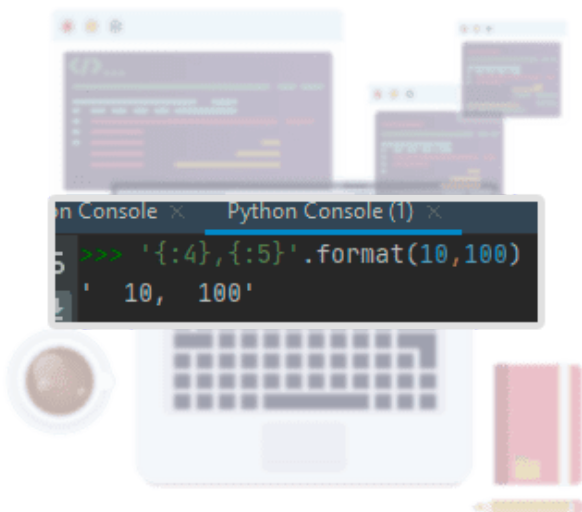 </>
on Console × Python Console (1) ×
>>> '{:4},{:5}'.format(10,100)
'  10,  100'